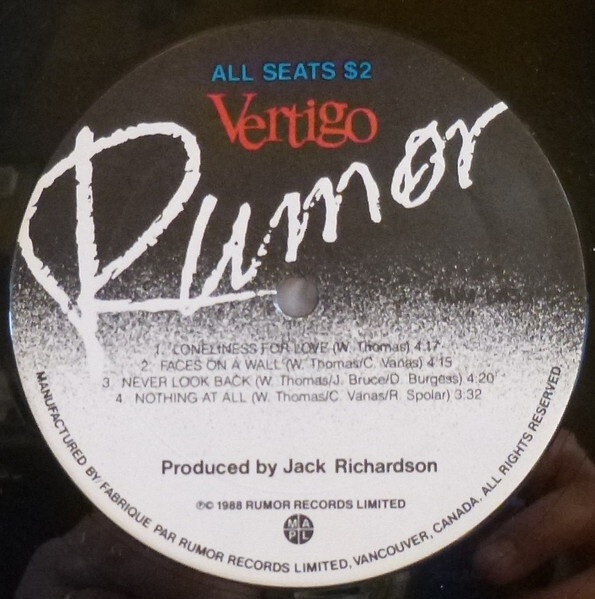 ALL SEATS $2
Vertigo
Rumor
1. LONELINESS FOR LOVE (W. Thomas) 4:17
2. FACES ON A WALL (W. Thomas/C. Vanas) 4:15
3. NEVER LOOK BACK (W. Thomas/J. Bruce/D. Burgess) 4:20
4. NOTHING AT ALL (W. Thomas/C. Vanas/R. Spolar) 3:32
Produced by Jack Richardson
℗© 1988 RUMOR RECORDS LIMITED
MAPL
MANUFACTURED BY/FABRIQUE PAR RUMOR RECORDS LIMITED, VANCOUVER, CANADA. ALL RIGHTS RESERVED